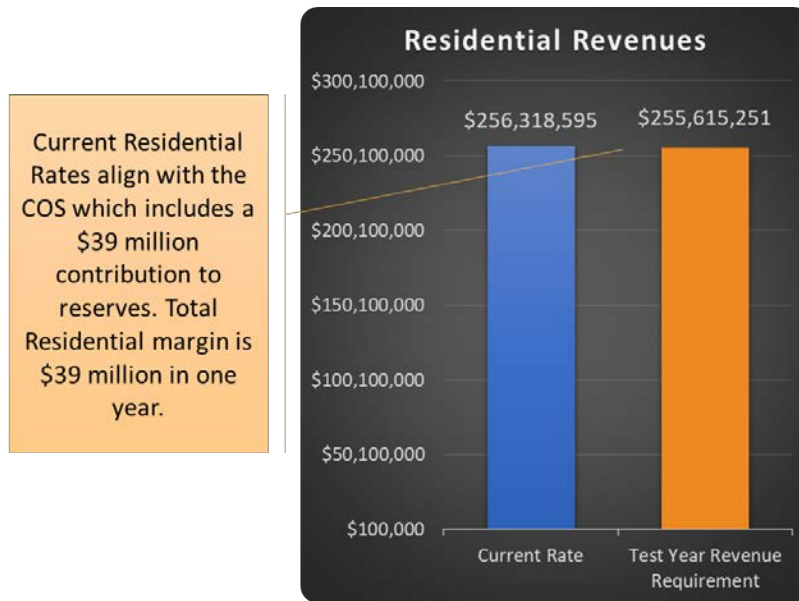 Current Residential
Rates align with the
COS which includes a
$39 million
contribution to
reserves. Total
Residential margin is
$39 million in one
year.
Residential Revenues
$300,100,000
$250,100,000
$200,100,000
$150,100,000
$100,100,000
$50,100,000
$100,000
$256,318,595
$255,615,251
Current Rate
Test Year Revenue
Requirement